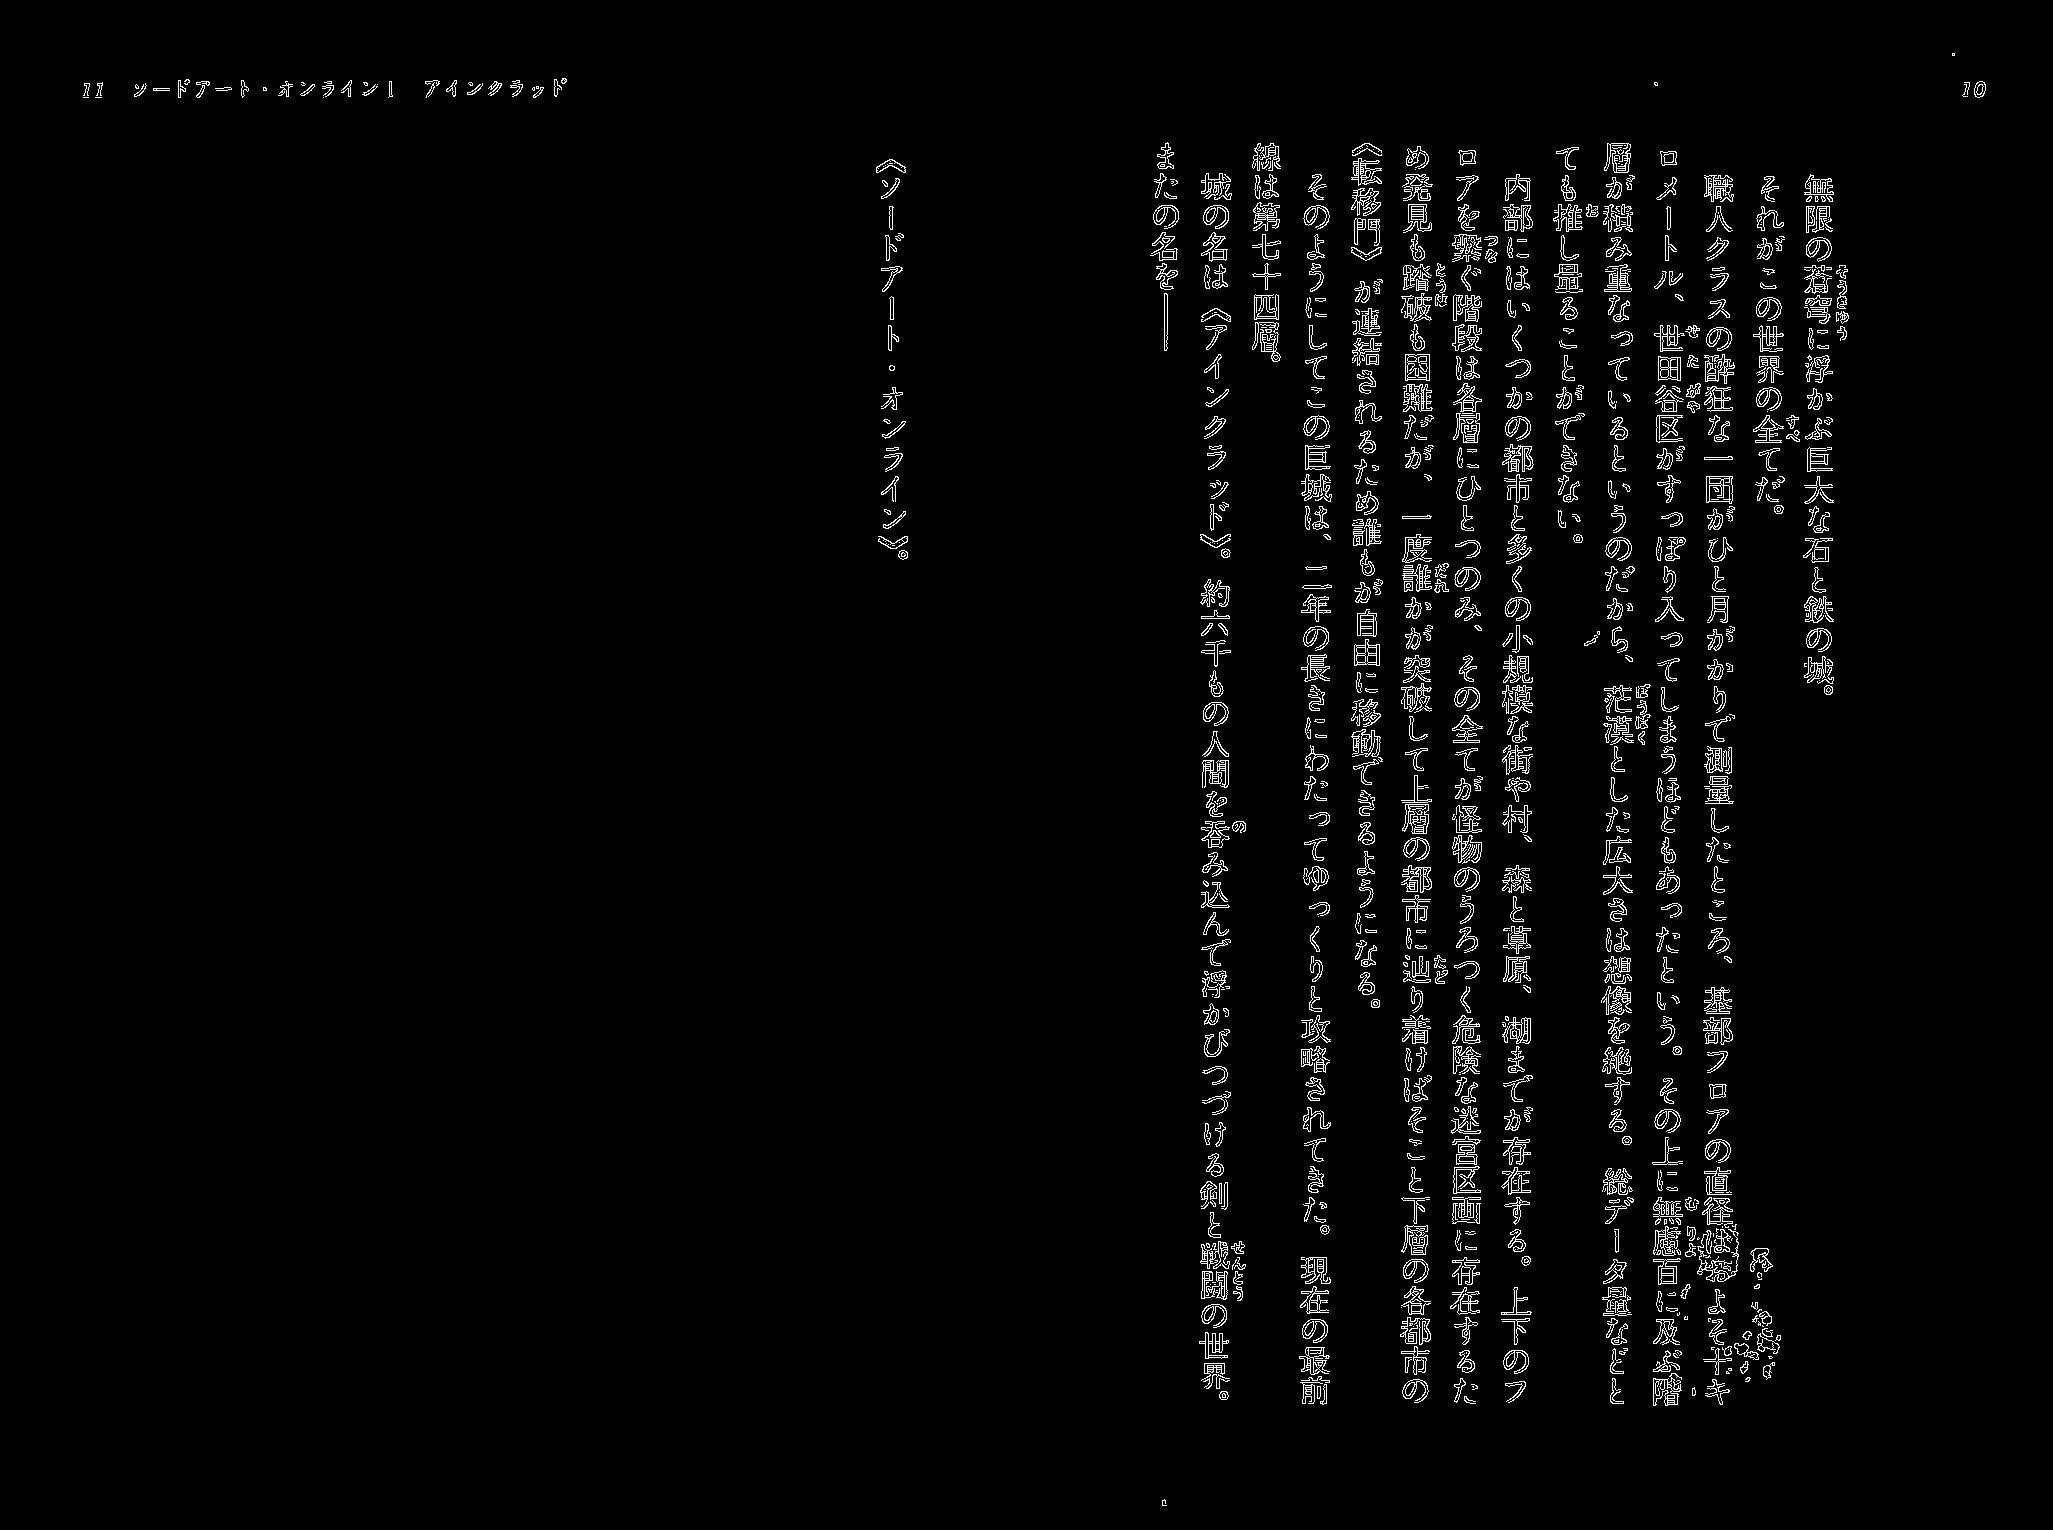 10
無限の蒼穹に浮かぶ巨大な石と鉄の城。
それがこの世界の全てだ。
職人クラスの酔狂な一団がひと月がかりで測量したところ、基部フロアの直径はおよそ十キ
ロメートル、世田谷区がすっぽり入ってしまうほどもあったという。その上に無慮百に及ぶ階
層が積み重なっているというのだから、茫漠とした広大さは想像を絶する。総データ量などと
ても推し量ることができない。
内部にはいくつかの都市と多くの小規模な街や村、森と草原、湖までが存在する。上下のフ
ロアを繋ぐ階段は各層にひとつのみ、その全てが怪物のうろつく危険な迷宮区画に存在するた
め発見も踏破も困難だが、一度誰かが突破して上層の都市に辿り着けばそこと下層の各都市の
《転移門》が連結されるため誰もが自由に移動できるようになる。
そのようにしてこの巨城は、二年の長きにわたってゆっくりと攻略されてきた。現在の最前
線は第七十四層。
城の名は《アインクラッド》。約六千もの人間を呑み込んで浮かびつづける剣と戦闘の世界。
またの名を――
《ソードアート・オンライン》。
11 ソードアート・オンライン1 アインクラッド